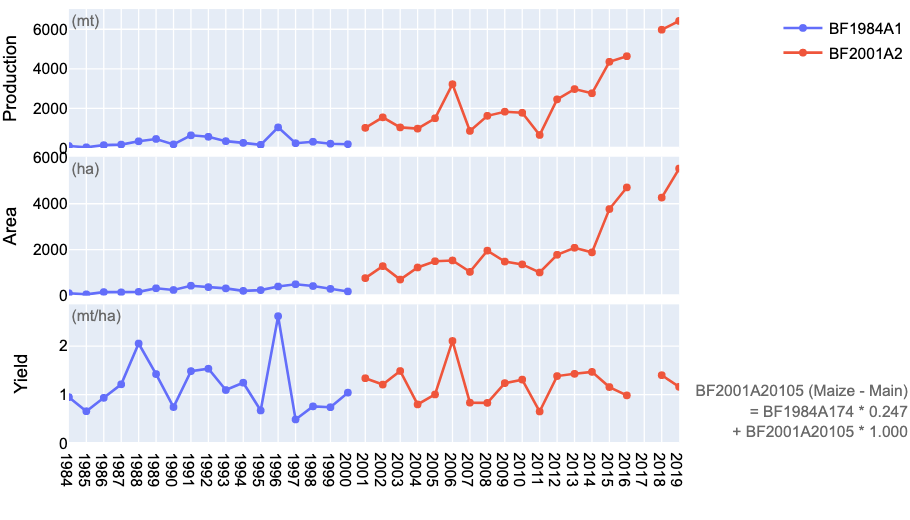 (mt)
Production
6000
4000
2000
0
BF1984A1
BF2001A2
(ha)
Area
6000
4000
2000
0
(mt/ha)
Yield
2
1
0
BF2001A20105 (Maize - Main)
= BF1984A174 * 0.247
+ BF2001A20105 * 1.000
1984 1985 1986 1987 1988 1989 1990 1991 1992 1993 1994 1995 1996 1997 1998 1999 2000 2001 2002 2003 2004 2005 2006 2007 2008 2009 2010 2011 2012 2013 2014 2015 2016 2017 2018 2019